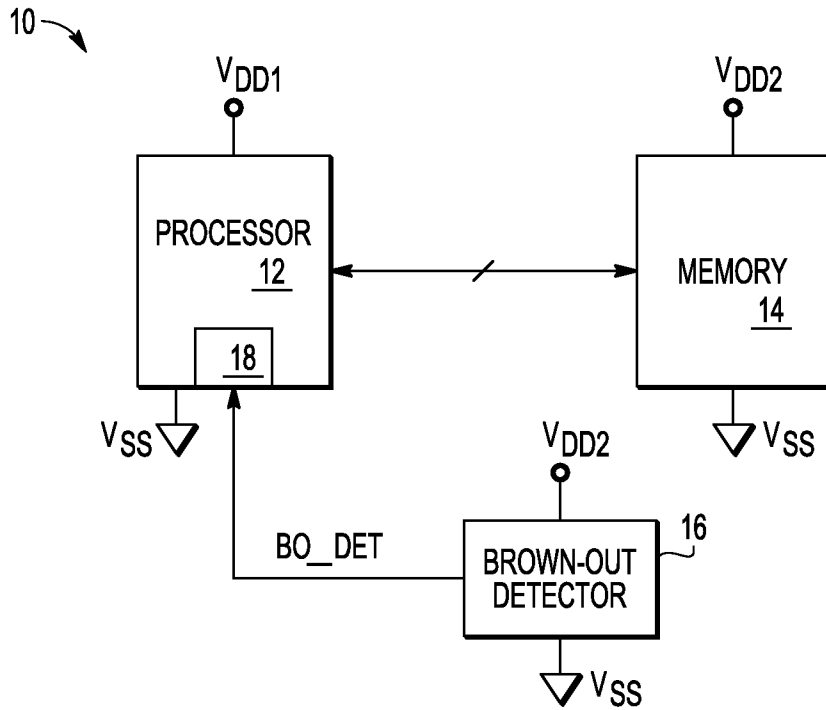 10
VDD1
VDD2
PROCESSOR
12
MEMORY
14
18
VSS
VSS
VDD2
BO_DET
16
BROWN-OUT
DETECTOR
VSS